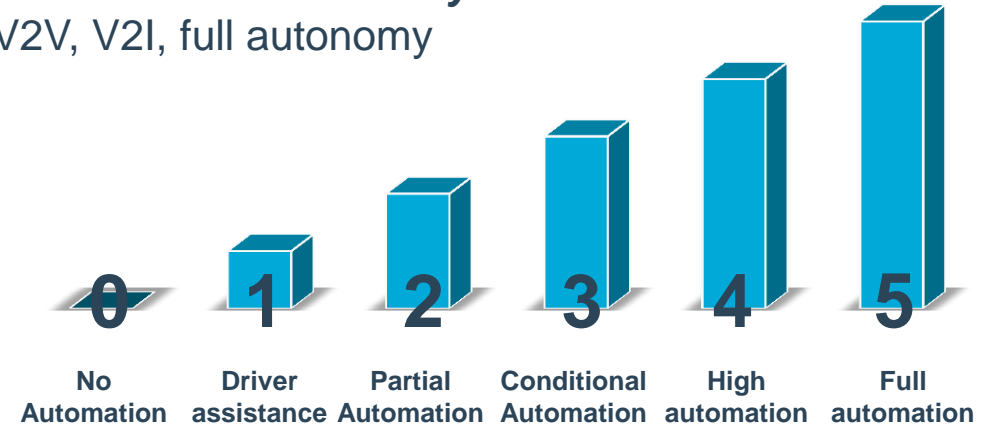 V2V, V2I, full autonomy
0 1 2 3 4 5
No Driver Partial Conditional High Full
Automation assistance Automation Automation automation automation